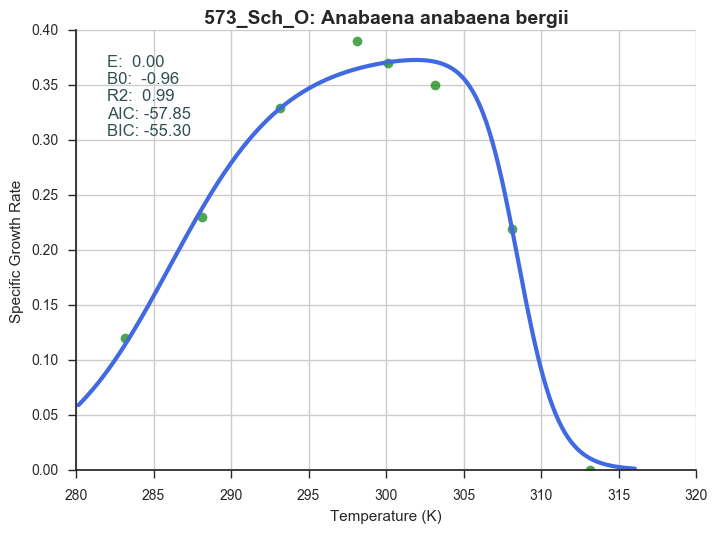 573_Sch_O: Anabaena anabaena bergii
E:  0.00
B0:  -0.96
R2:  0.99
AIC: -57.85
BIC: -55.30
Specific Growth Rate
0.40
0.35
0.30
0.25
0.20
0.15
0.10
0.05
0.00
280 285 290 295 300 305 310 315 320
Temperature (K)